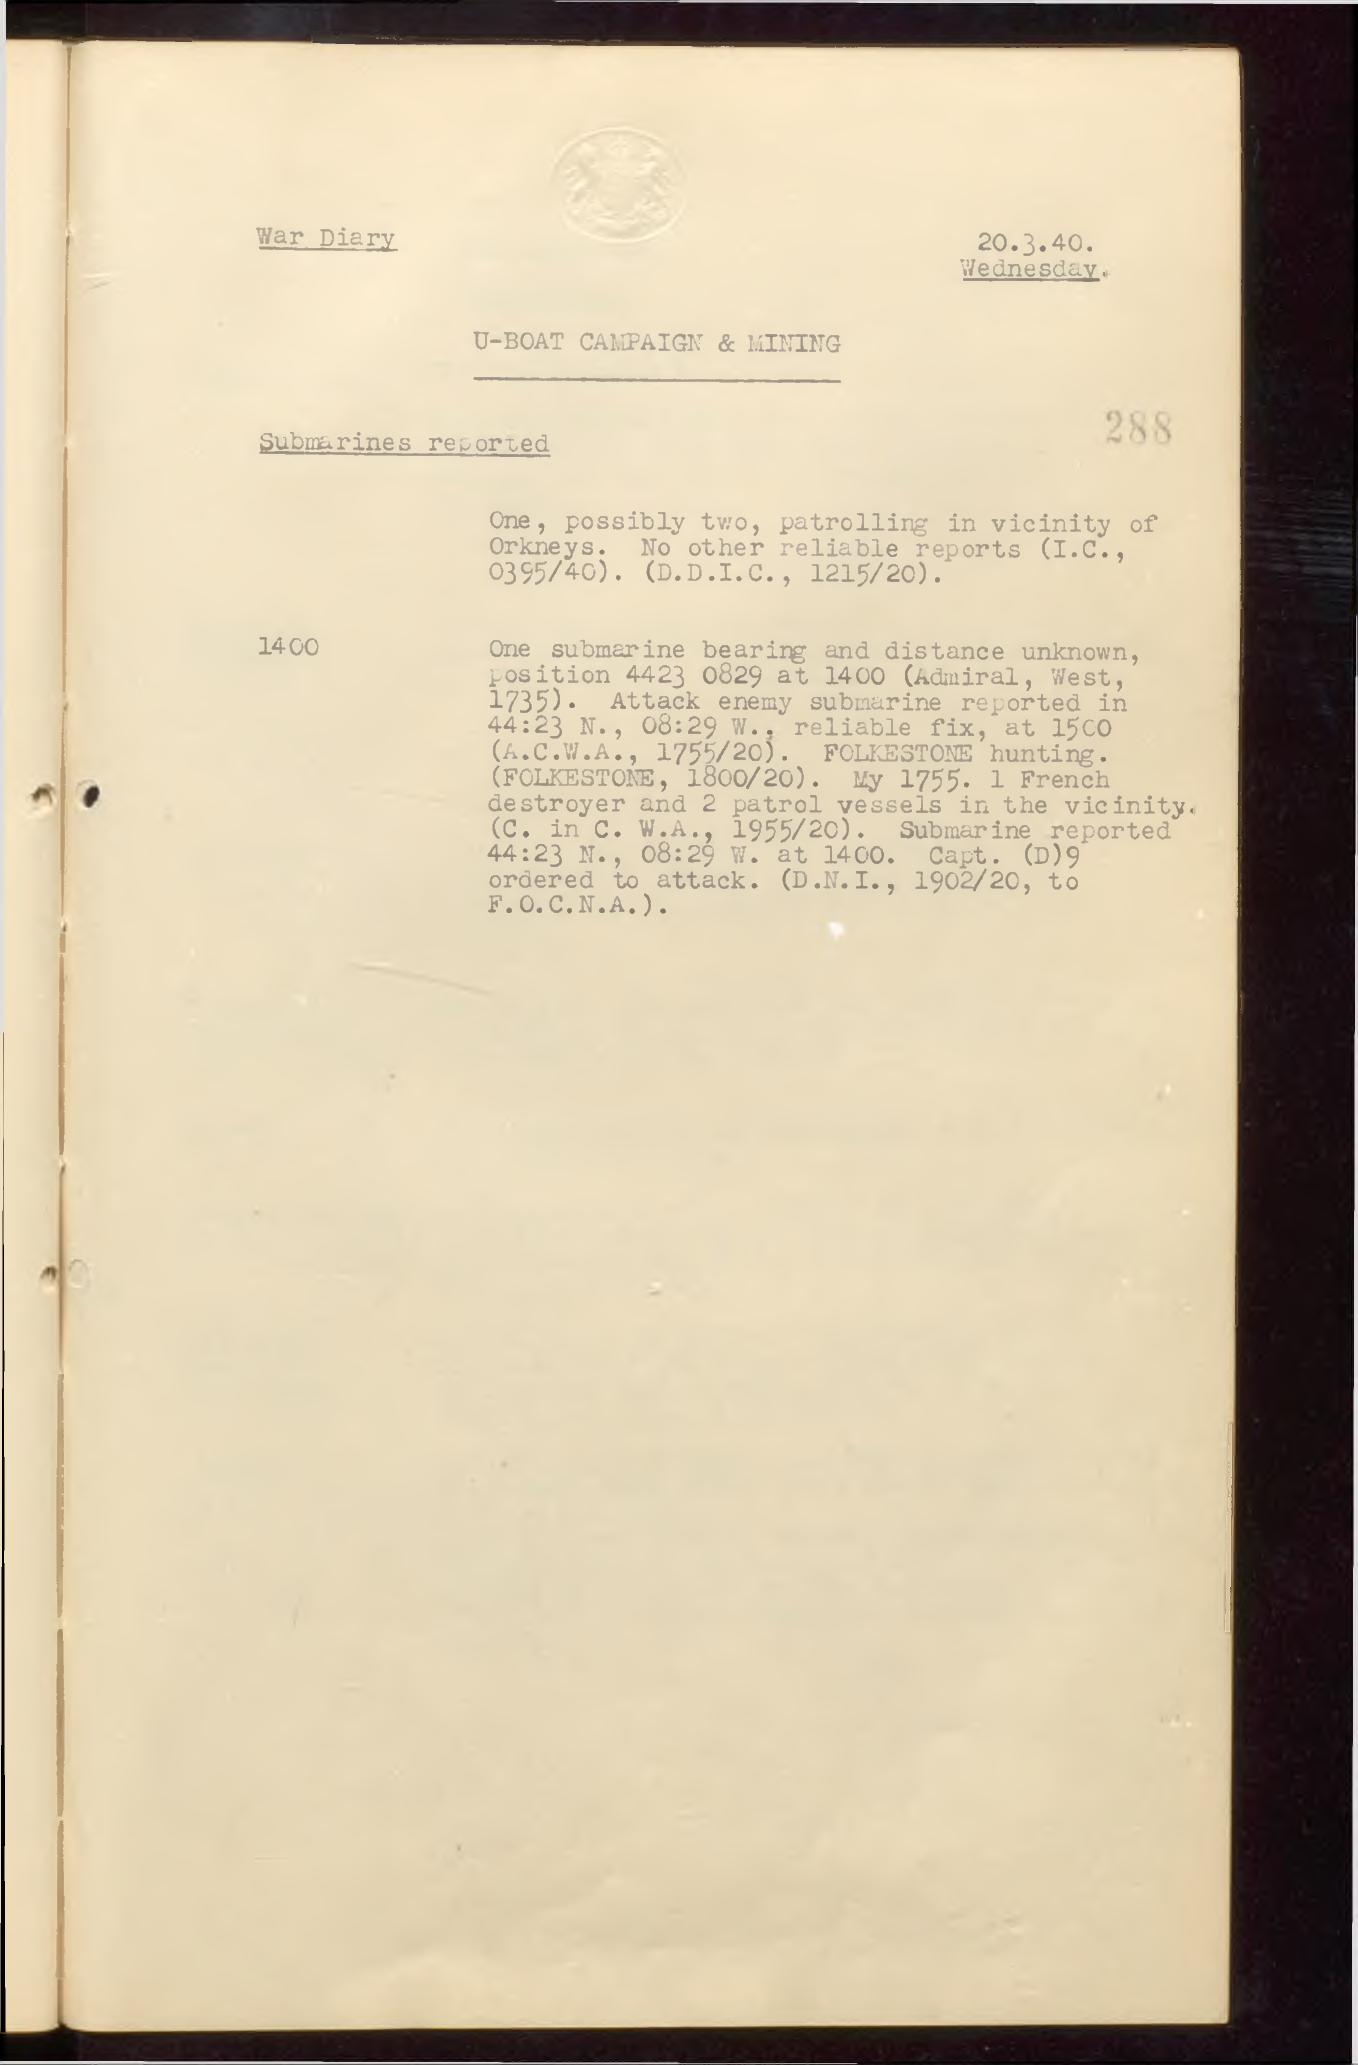 War Diary
20.3.40.
Wednesday.
U-BOAT CAMPAIGN & MINING
288
Submarines reported
One, possibly two, patrolling in vicinity of
Orkneys. No other reliable reports (I.C.,
0395/40). (D.D.I.C., 1215/20).
1400
One submarine bearing and distance unknown,
position 4423 0829 at 1400 (Admiral, West,
1735). Attack enemy submarine reported in
44:23 N., 08:29 W., reliable fix, at 1500
(A.C.W.A., 1755/20). FOLKESTONE hunting.
(FOLKESTONE, 1800/20). My 1755. 1 French
destroyer and 2 patrol vessels in the vicinity.
(C. in C. W.A., 1955/20). Submarine reported
44:23 N., 08:29 W. at 1400. Capt. (D)9
ordered to attack. (D.N.I., 1902/20, to
F.O.C.N.A.).